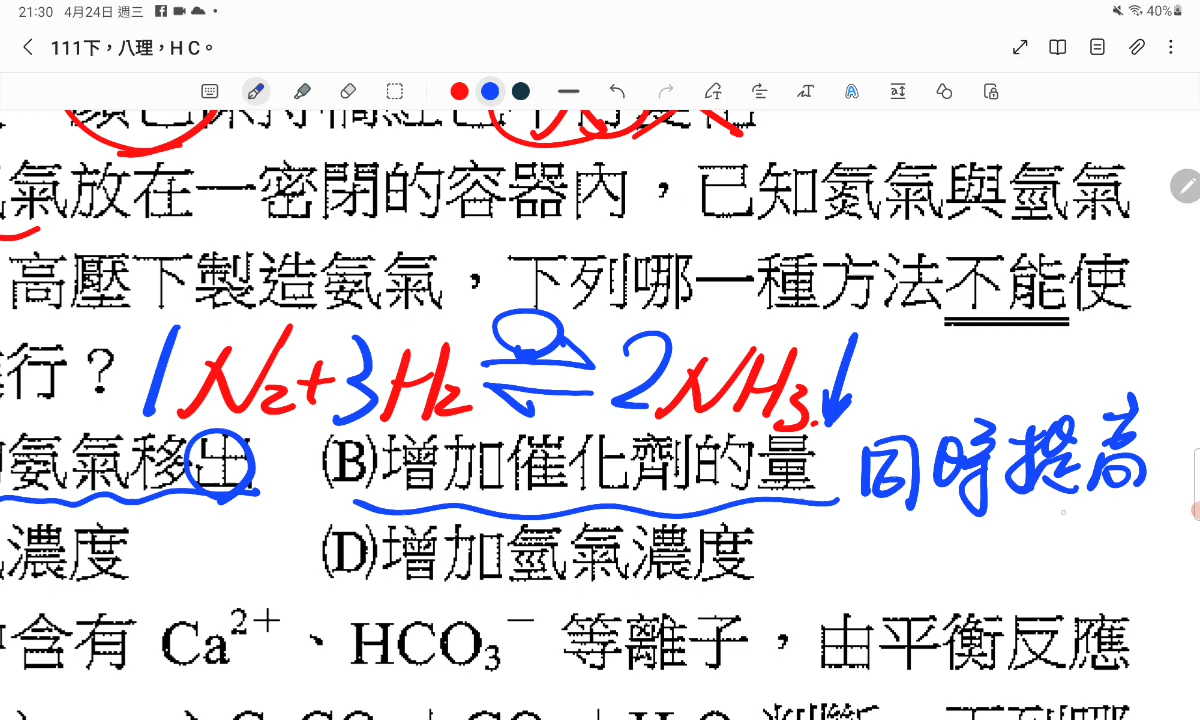 21:30 4月24日 週三 40%
111下，八理，H C。
氣放在一密閉的容器內，已知氮氣與氫氣
高壓下製造氨氣，下列哪一種方法不能使
行？ 1N₂+3H₂ ⇌ 2NH₃ ↓
氨氣移出 (B)增加催化劑的量 同時提高
濃度 (D)增加氫氣濃度
含有 Ca²⁺、HCO₃⁻ 等離子，由平衡反應